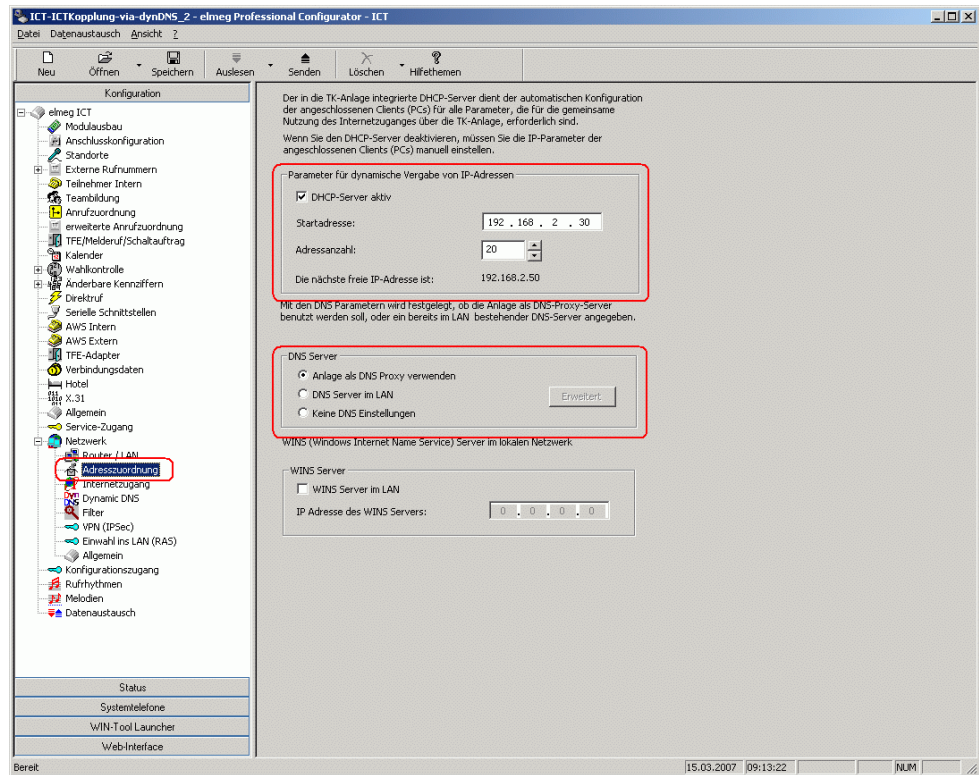 ICT-ICTKopplung-via-dynDNS_2 - elmeg Professional Configurator - ICT
Datei Datenaustausch Ansicht ?
Neu Öffnen Speichern Auslesen Senden Löschen Hilfethemen
Konfiguration
elmeg ICT
Modulausbau
Anschlusskonfiguration
Standorte
Externe Rufnummern
Teilnehmer Intern
Teambildung
Anrufzuordnung
erweiterte Anrufzuordnung
TFE/Melderuf/Schaltauftrag
Kalender
Wahlkontrolle
Änderbare Kennziffern
Direktruf
Serielle Schnittstellen
AWS Intern
AWS Extern
TFE-Adapter
Verbindungsdaten
Hotel
X.31
Allgemein
Service-Zugang
Netzwerk
Router / LAN
Adresszuordnung
Internetzugang
Dynamic DNS
Filter
VPN (IPSec)
Einwahl ins LAN (RAS)
Allgemein
Konfigurationszugang
Rufrhythmen
Melodien
Datenaustausch
Status
Systemtelefone
WIN-Tool Launcher
Web-Interface
Der in die TK-Anlage integrierte DHCP-Server dient der automatischen Konfiguration
der angeschlossenen Clients (PCs) für alle Parameter, die für die gemeinsame
Nutzung des Internetzuganges über die TK-Anlage, erforderlich sind.
Wenn Sie den DHCP-Server deaktivieren, müssen Sie die IP-Parameter der
angeschlossenen Clients (PCs) manuell einstellen.
Parameter für dynamische Vergabe von IP-Adressen
DHCP-Server aktiv
Startadresse: 192 . 168 . 2 . 30
Adressanzahl: 20
Die nächste freie IP-Adresse ist: 192.168.2.50
Mit den DNS Parametern wird festgelegt, ob die Anlage als DNS-Proxy-Server
benutzt werden soll, oder ein bereits im LAN bestehender DNS-Server angegeben.
DNS Server
Anlage als DNS Proxy verwenden
DNS Server im LAN
Erweitert
Keine DNS Einstellungen
WINS (Windows Internet Name Service) Server im lokalen Netzwerk
WINS Server
WINS Server im LAN
IP Adresse des WINS Servers: 0 . 0 . 0 . 0
Bereit 15.03.2007 09:13:22 NUM